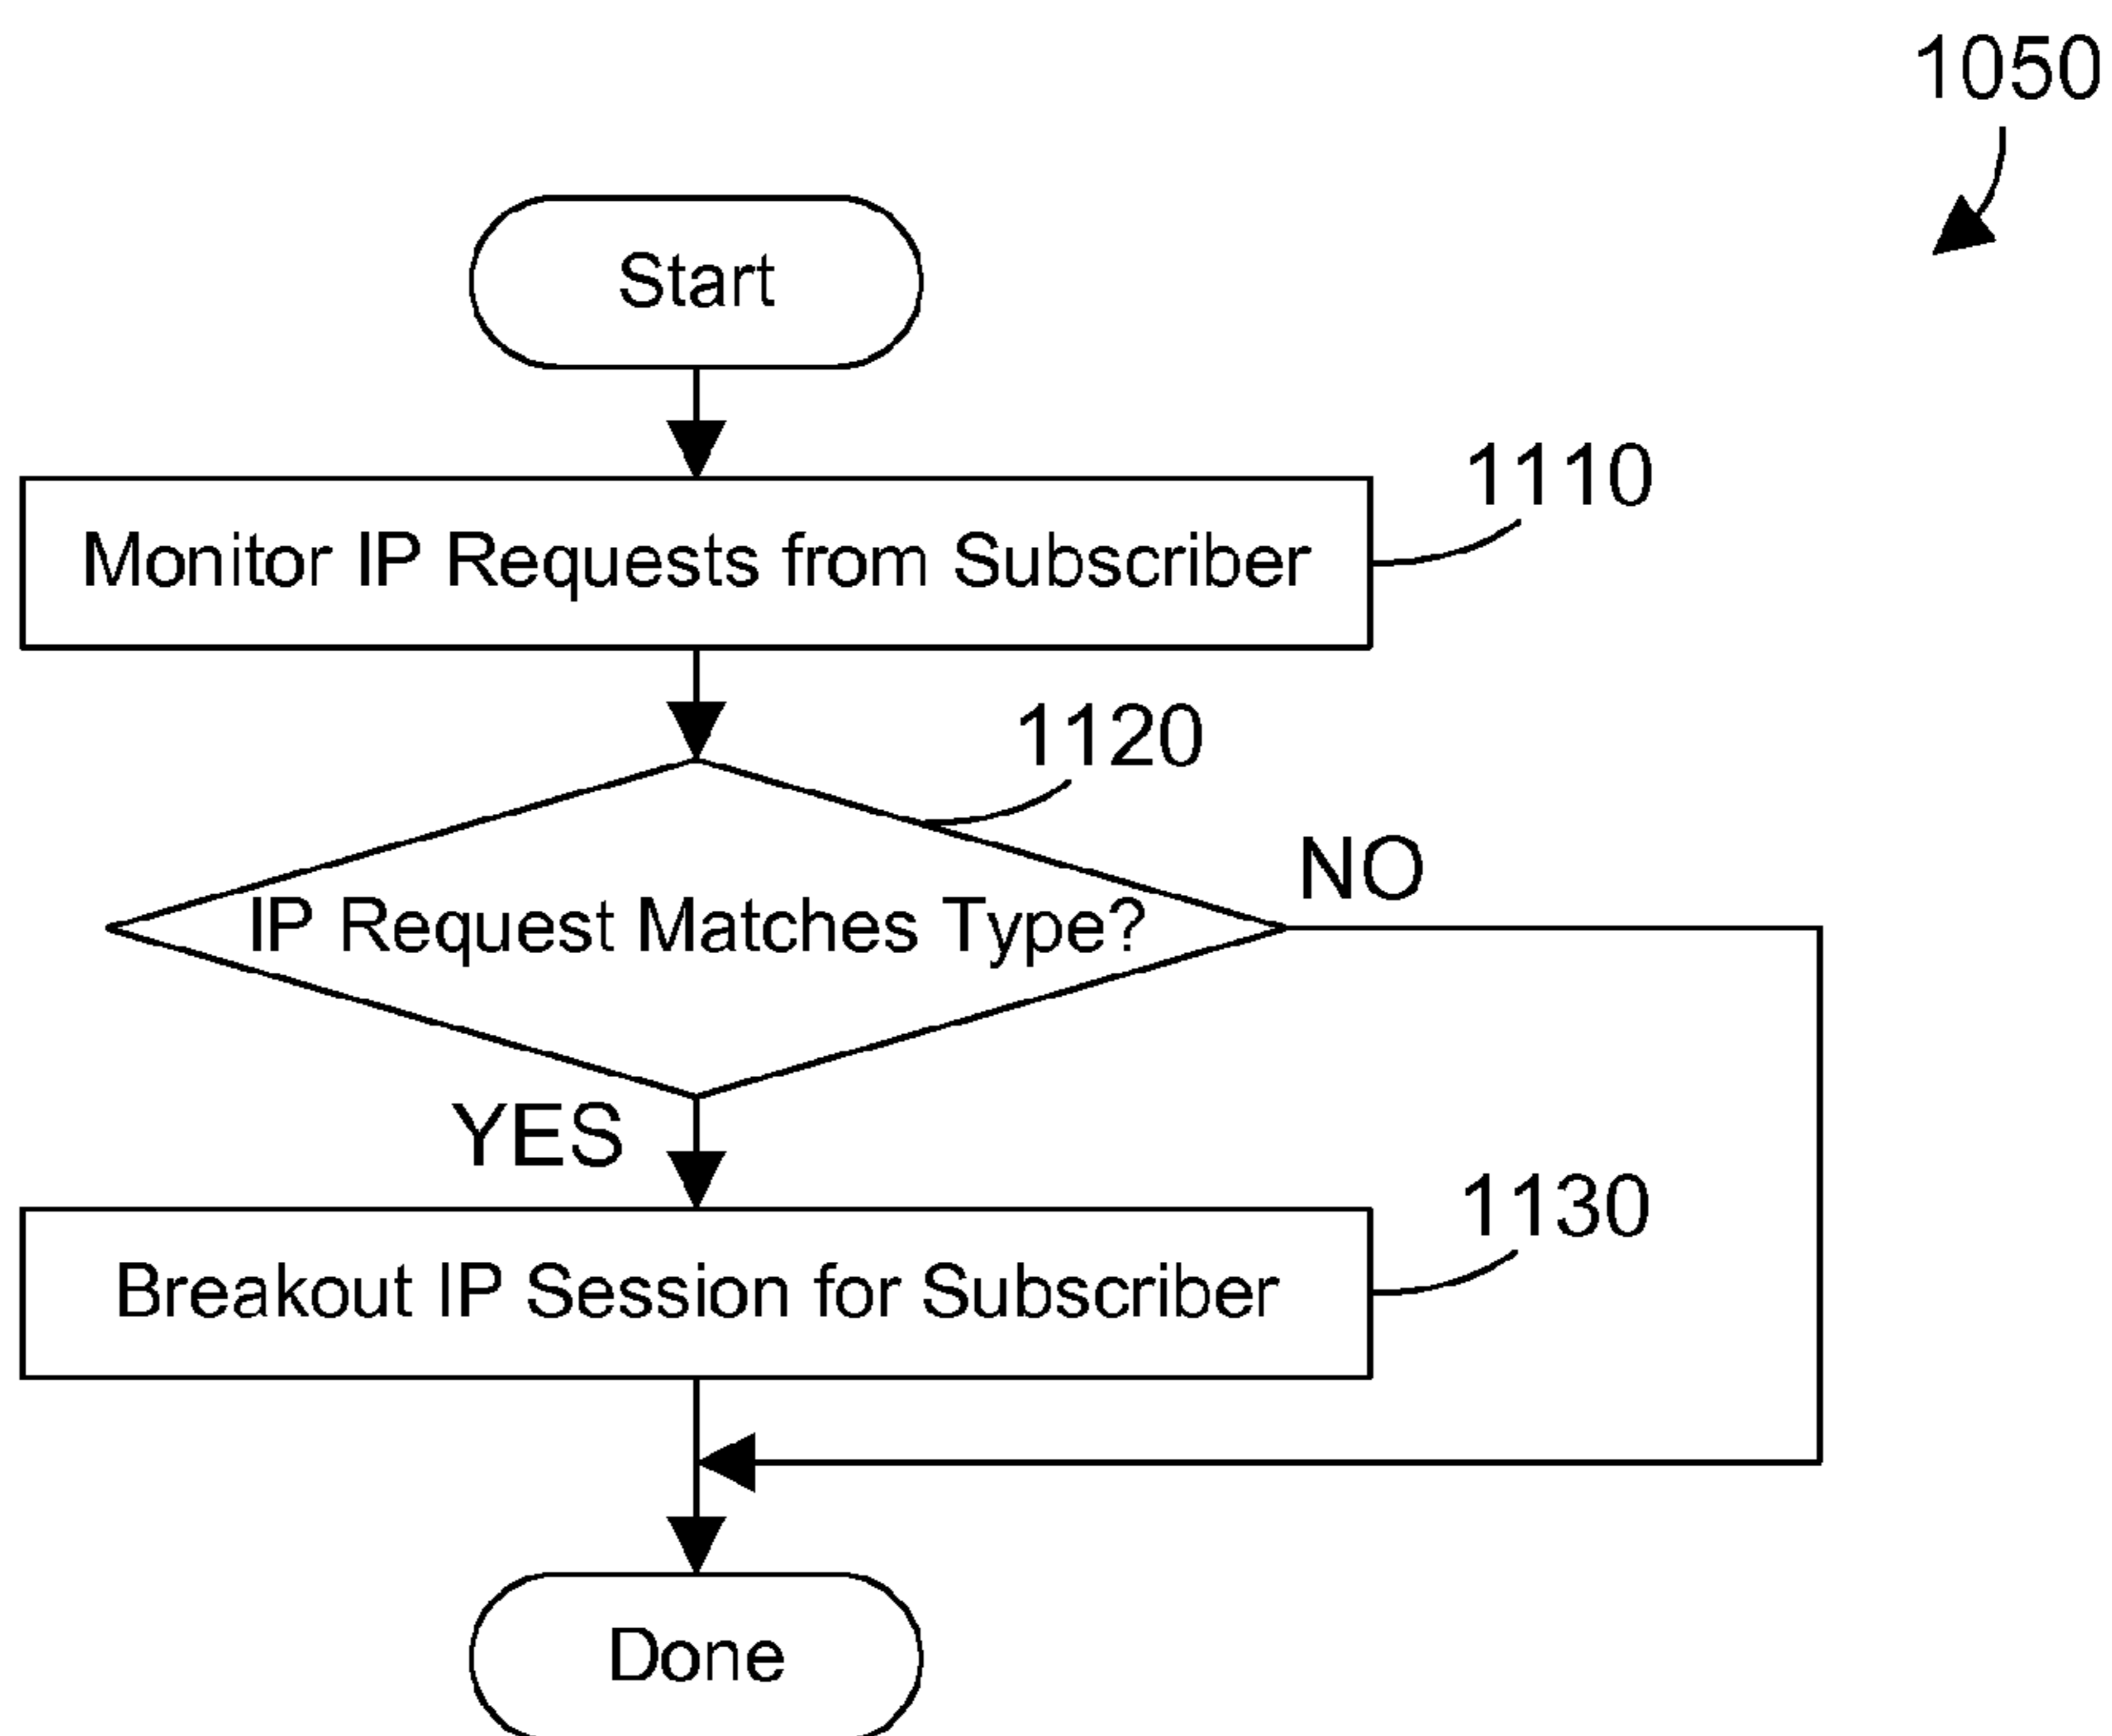 1050
Start
1110
Monitor IP Requests from Subscriber
1120
NO
IP Request Matches Type?
YES
1130
Breakout IP Session for Subscriber
Done